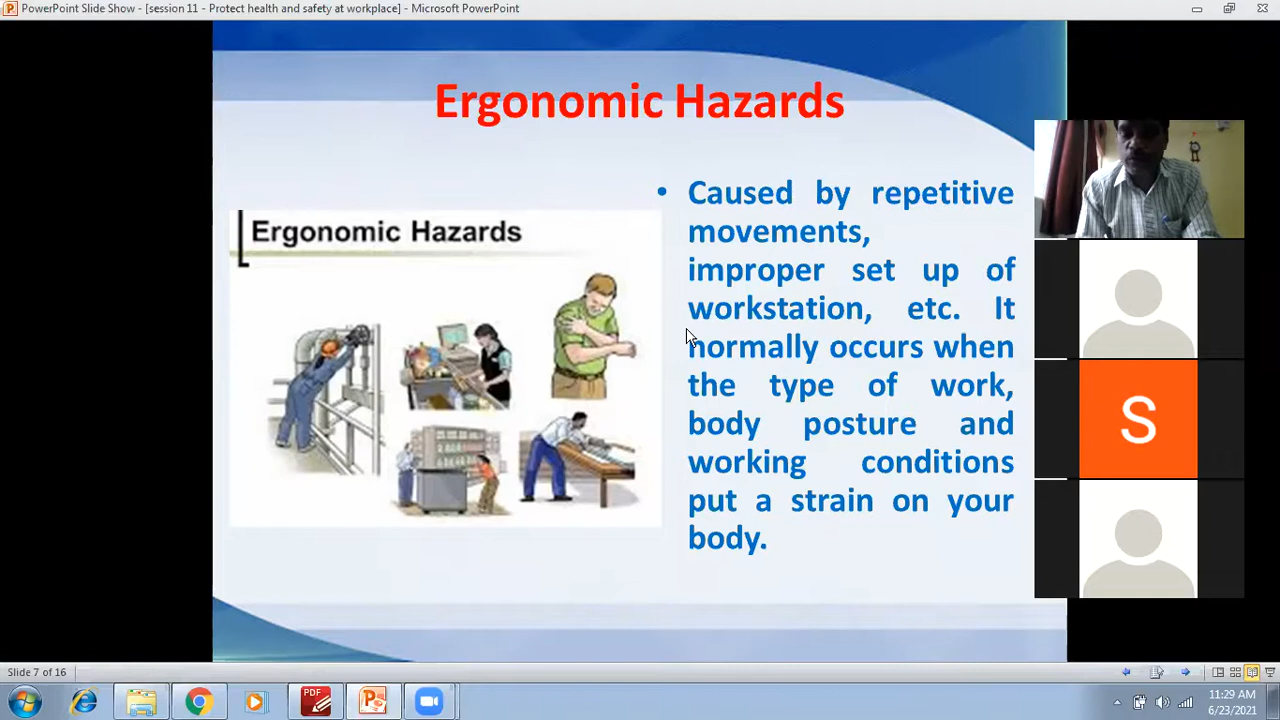 PowerPoint Slide Show - [session 11 - Protect health and safety at workplace] - Microsoft PowerPoint
Ergonomic Hazards
Ergonomic Hazards
• Caused by repetitive
movements,
improper set up of
workstation, etc. It
normally occurs when
the type of work,
body posture and
working conditions
put a strain on your
body.
S
Slide 7 of 16
PDF
11:29 AM
6/23/2021